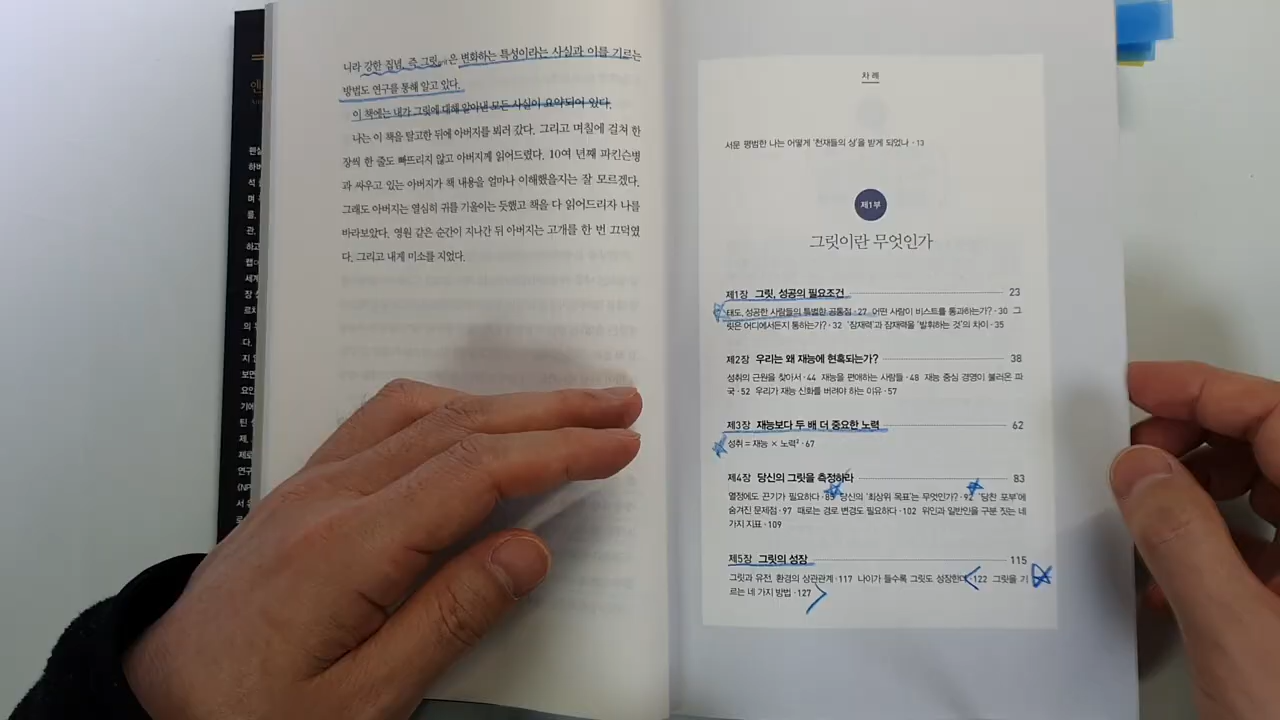 니라 강한 집념, 즉 그릿grit은 변화하는 특성이라는 사실과 이를 기르는
방법도 연구를 통해 알고 있다.
이 책에는 내가 그릿에 대해 알아낸 모든 사실이 요약되어 있다.
나는 이 책을 탈고한 뒤에 아버지를 뵈러 갔다. 그리고 며칠에 걸쳐 한
장씩 한 줄도 빠뜨리지 않고 아버지께 읽어드렸다. 10여 년째 파킨슨병
과 싸우고 있는 아버지가 책 내용을 얼마나 이해했을지는 잘 모르겠다.
그래도 아버지는 열심히 귀를 기울이는 듯했고 책을 다 읽어드리자 나를
바라보았다. 영원 같은 순간이 지나간 뒤 아버지는 고개를 한 번 끄덕였
다. 그리고 내게 미소를 지었다.
차례
서문 평범한 나는 어떻게 '천재들의 상'을 받게 되었나 · 13
제1부
그릿이란 무엇인가
제1장 그릿, 성공의 필요조건 23
태도, 성공한 사람들의 특별한 공통점 · 27 어떤 사람이 비스트를 통과하는가? · 30 그
릿은 어디에서든지 통하는가? · 32 '잠재력'과 잠재력을 '발휘하는 것'의 차이 · 35
제2장 우리는 왜 재능에 현혹되는가? 38
성취의 근원을 찾아서 · 44 재능을 편애하는 사람들 · 48 재능 중심 경영이 불러온 파
국 · 52 우리가 재능 신화를 버려야 하는 이유 · 57
제3장 재능보다 두 배 더 중요한 노력 62
성취 = 재능 × 노력² · 67
제4장 당신의 그릿을 측정하라 83
열정에도 끈기가 필요하다 · 85 당신의 '최상위 목표'는 무엇인가? · 92 '당찬 포부'에
숨겨진 문제점 · 97 때로는 경로 변경도 필요하다 · 102 위인과 일반인을 구분 짓는 네
가지 지표 · 109
제5장 그릿의 성장 115
그릿과 유전, 환경의 상관관계 · 117 나이가 들수록 그릿도 성장한다 · 122 그릿을 기
르는 네 가지 방법 · 127